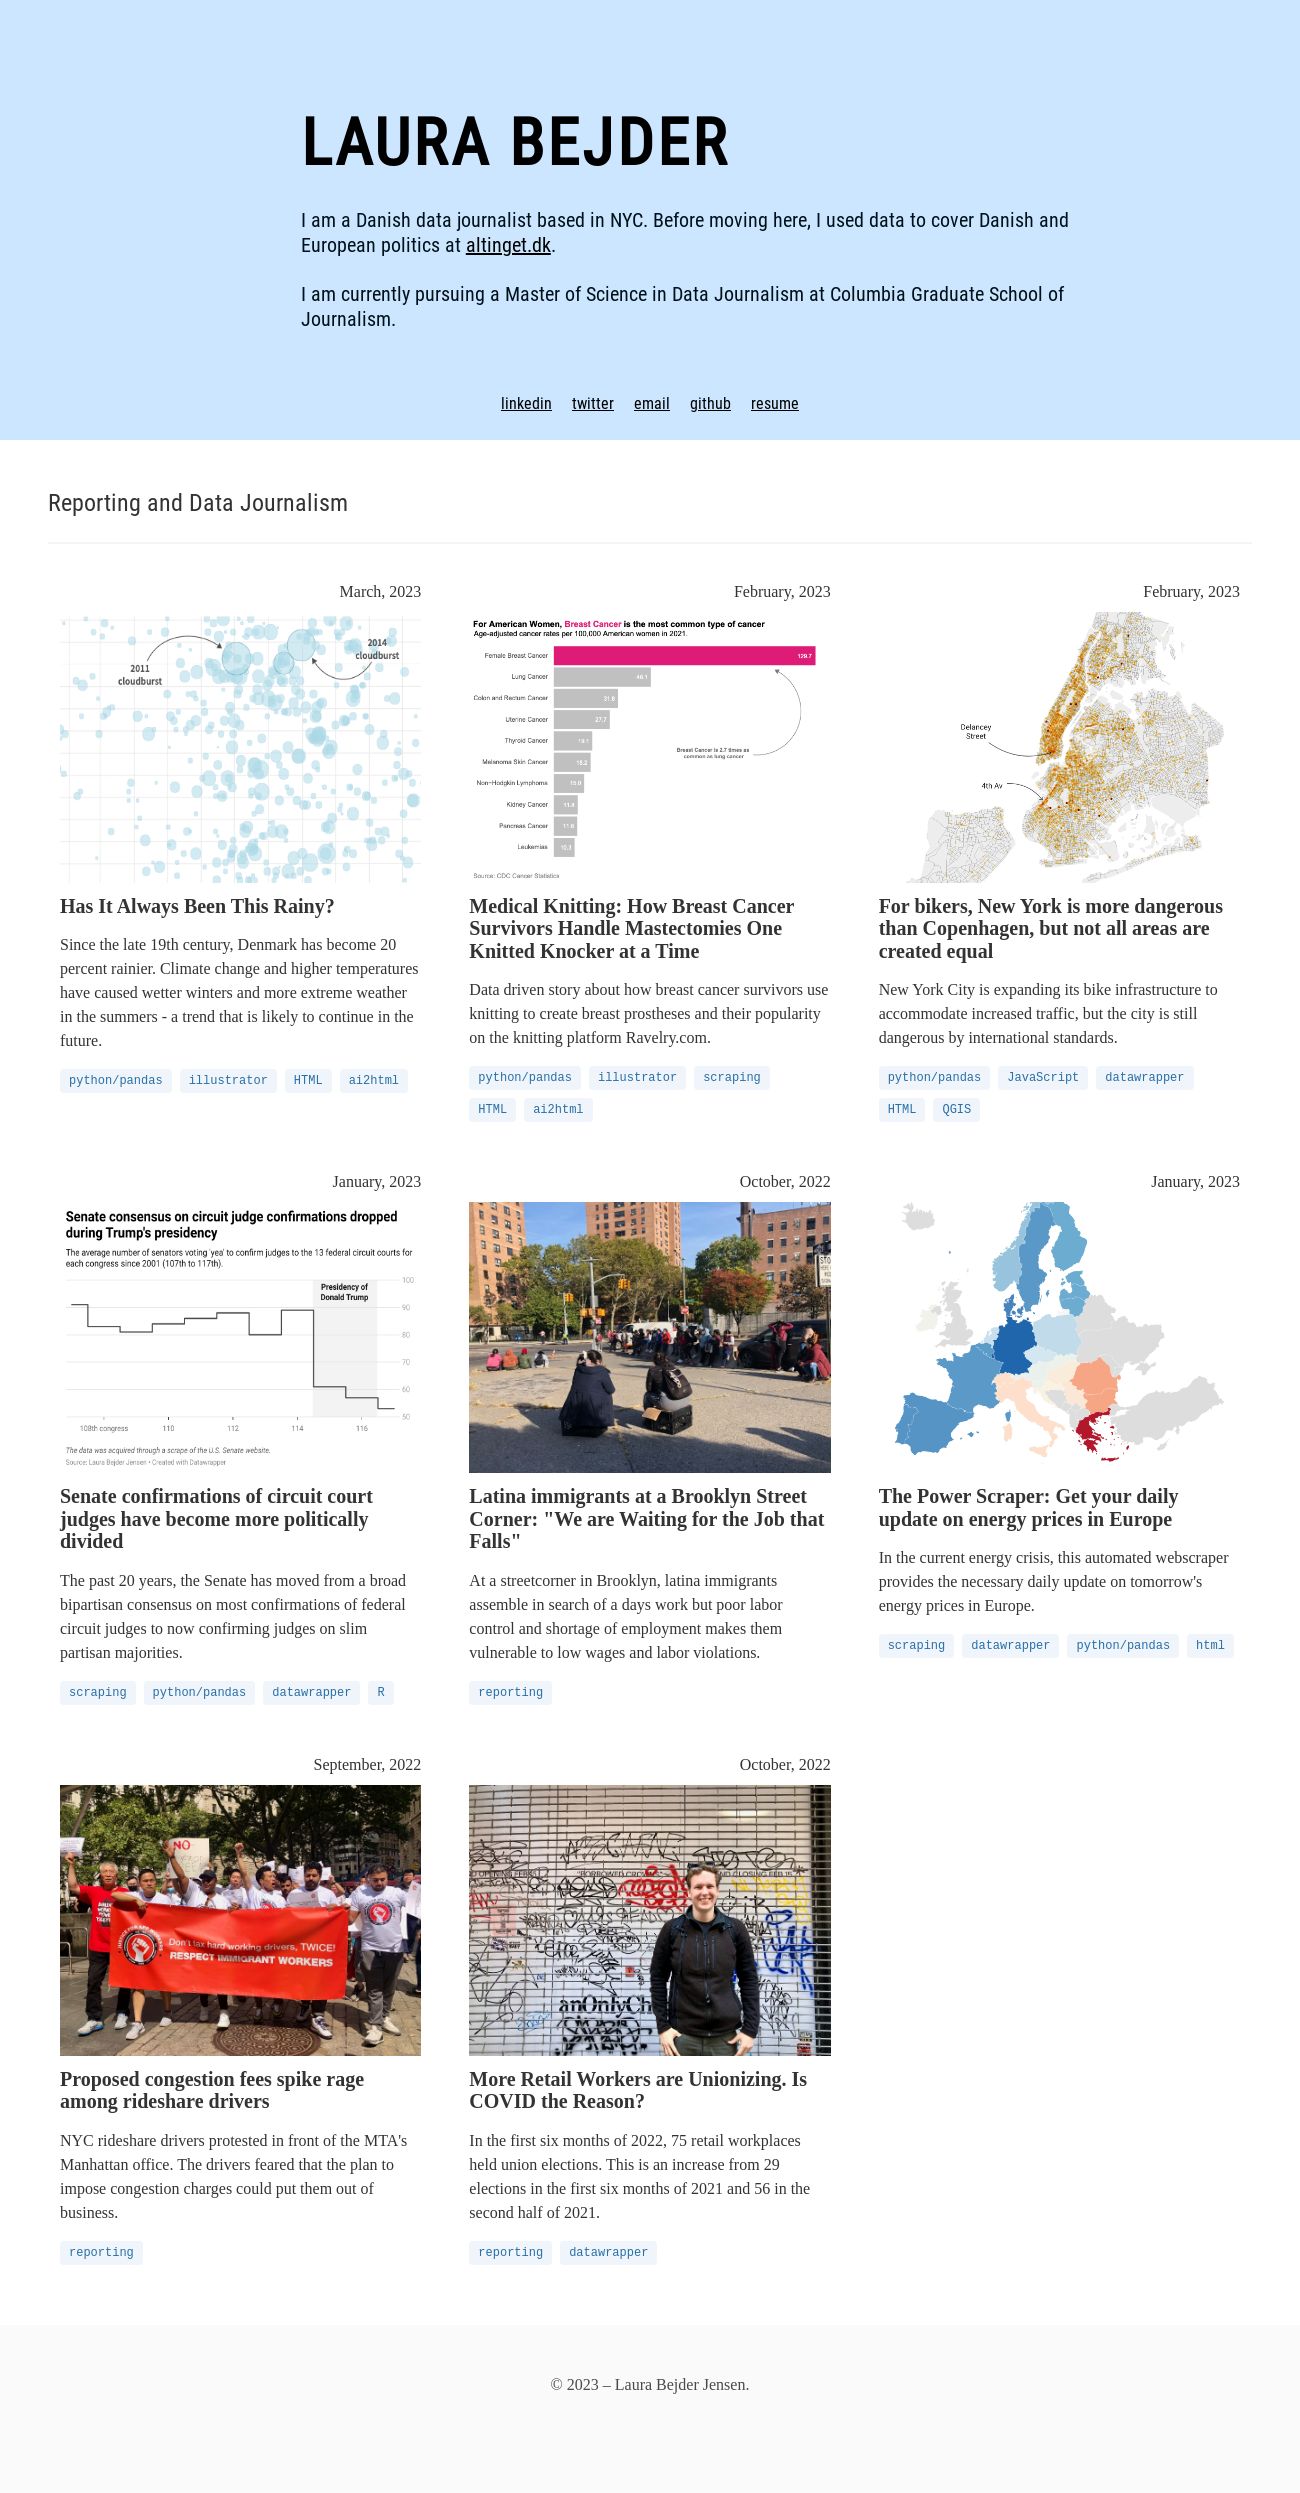 LAURA BEJDER
I am a Danish data journalist based in NYC. Before moving here, I used data to cover Danish and
European politics at altinget.dk.
I am currently pursuing a Master of Science in Data Journalism at Columbia Graduate School of
Journalism.
linkedin twitter email github resume
Reporting and Data Journalism
March, 2023
2011
cloudburst
2014
cloudburst
Has It Always Been This Rainy?
Since the late 19th century, Denmark has become 20
percent rainier. Climate change and higher temperatures
have caused wetter winters and more extreme weather
in the summers - a trend that is likely to continue in the
future.
python/pandas illustrator HTML ai2html
February, 2023
For American Women, Breast Cancer is the most common type of cancer
Age-adjusted cancer rates per 100,000 American women in 2021.
Female Breast Cancer 129.7
Lung Cancer 48.1
Colon and Rectum Cancer 31.8
Uterine Cancer 27.7
Thyroid Cancer 19.1
Melanoma Skin Cancer 18.2
Non-Hodgkin Lymphoma 15.0
Kidney Cancer 11.8
Pancreas Cancer 11.6
Leukemias 10.3
Breast Cancer is 2.7 times as
common as lung cancer
Source: CDC Cancer Statistics
Medical Knitting: How Breast Cancer
Survivors Handle Mastectomies One
Knitted Knocker at a Time
Data driven story about how breast cancer survivors use
knitting to create breast prostheses and their popularity
on the knitting platform Ravelry.com.
python/pandas illustrator scraping
HTML ai2html
February, 2023
Delancey
Street
4th Av
For bikers, New York is more dangerous
than Copenhagen, but not all areas are
created equal
New York City is expanding its bike infrastructure to
accommodate increased traffic, but the city is still
dangerous by international standards.
python/pandas JavaScript datawrapper
HTML QGIS
January, 2023
Senate consensus on circuit judge confirmations dropped
during Trump's presidency
The average number of senators voting 'yea' to confirm judges to the 13 federal circuit courts for
each congress since 2001 (107th to 117th).
Presidency of
Donald Trump
100
90
80
70
60
50
108th congress 110 112 114 116
The data was acquired through a scrape of the U.S. Senate website.
Source: Laura Bejder Jensen • Created with Datawrapper
Senate confirmations of circuit court
judges have become more politically
divided
The past 20 years, the Senate has moved from a broad
bipartisan consensus on most confirmations of federal
circuit judges to now confirming judges on slim
partisan majorities.
scraping python/pandas datawrapper R
October, 2022
Latina immigrants at a Brooklyn Street
Corner: "We are Waiting for the Job that
Falls"
At a streetcorner in Brooklyn, latina immigrants
assemble in search of a days work but poor labor
control and shortage of employment makes them
vulnerable to low wages and labor violations.
reporting
January, 2023
The Power Scraper: Get your daily
update on energy prices in Europe
In the current energy crisis, this automated webscraper
provides the necessary daily update on tomorrow's
energy prices in Europe.
scraping datawrapper python/pandas html
September, 2022
NO
Don't tax hard working drivers, TWICE!
RESPECT IMMIGRANT WORKERS
Proposed congestion fees spike rage
among rideshare drivers
NYC rideshare drivers protested in front of the MTA's
Manhattan office. The drivers feared that the plan to
impose congestion charges could put them out of
business.
reporting
October, 2022
More Retail Workers are Unionizing. Is
COVID the Reason?
In the first six months of 2022, 75 retail workplaces
held union elections. This is an increase from 29
elections in the first six months of 2021 and 56 in the
second half of 2021.
reporting datawrapper
© 2023 – Laura Bejder Jensen.